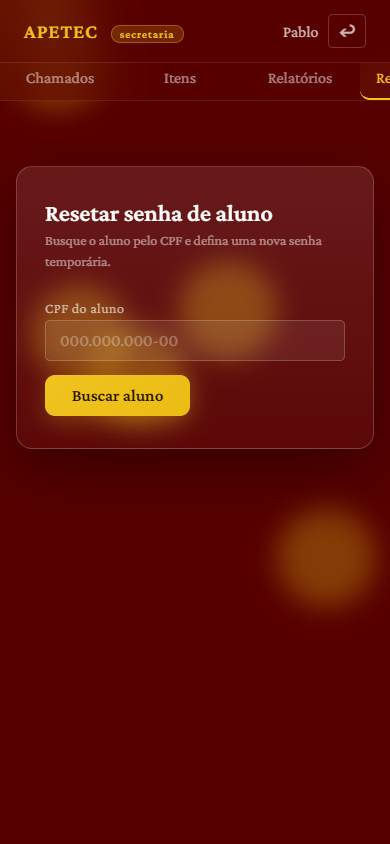 APETEC secretaria Pablo
Chamados Itens Relatórios Re
Resetar senha de aluno
Busque o aluno pelo CPF e defina uma nova senha
temporária.
CPF do aluno
000.000.000-00
Buscar aluno